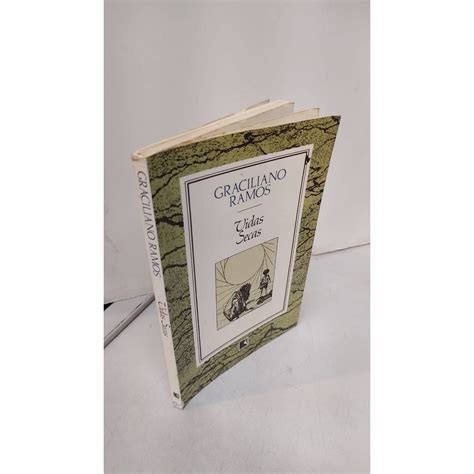 GRACILIANO
RAMOS
Vidas
Secas
GRACILIANO RAMOS
Vidas Secas